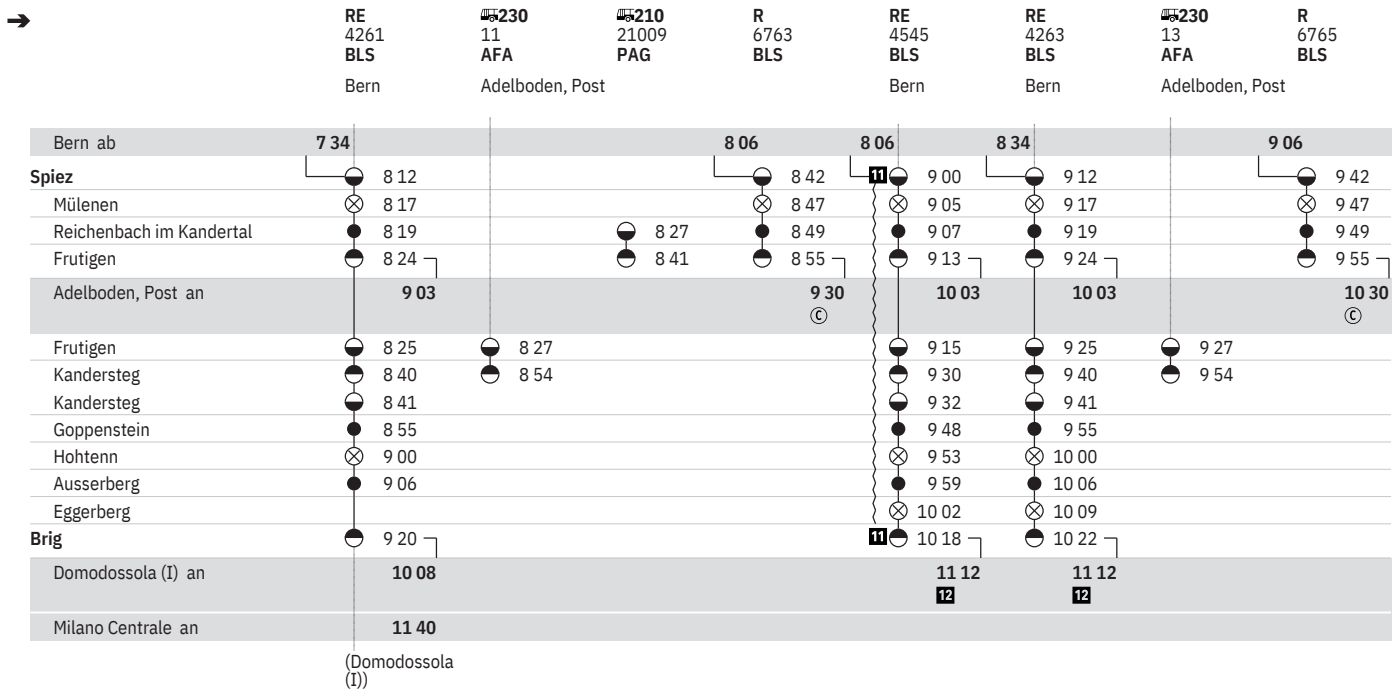 ➔ RE 230 210 R RE RE 230 R
4261 11 21009 6763 4545 4263 13 6765
BLS AFA PAG BLS BLS BLS AFA BLS
Bern Adelboden, Post Bern Bern Adelboden, Post
Bern ab 7 34 8 06 8 06 8 34 9 06
Spiez 8 12 8 42 11 9 00 9 12 9 42
Mülenen 8 17 8 47 9 05 9 17 9 47
Reichenbach im Kandertal 8 19 8 27 8 49 9 07 9 19 9 49
Frutigen 8 24 8 41 8 55 9 13 9 24 9 55
Adelboden, Post an 9 03 9 30 10 03 10 03 10 30
Ⓒ Ⓒ
Frutigen 8 25 8 27 9 15 9 25 9 27
Kandersteg 8 40 8 54 9 30 9 40 9 54
Kandersteg 8 41 9 32 9 41
Goppenstein 8 55 9 48 9 55
Hohtenn 9 00 9 53 10 00
Ausserberg 9 06 9 59 10 06
Eggerberg 10 02 10 09
Brig 9 20 11 10 18 10 22
Domodossola (I) an 10 08 11 12 11 12
12 12
Milano Centrale an 11 40
(Domodossola
(I))